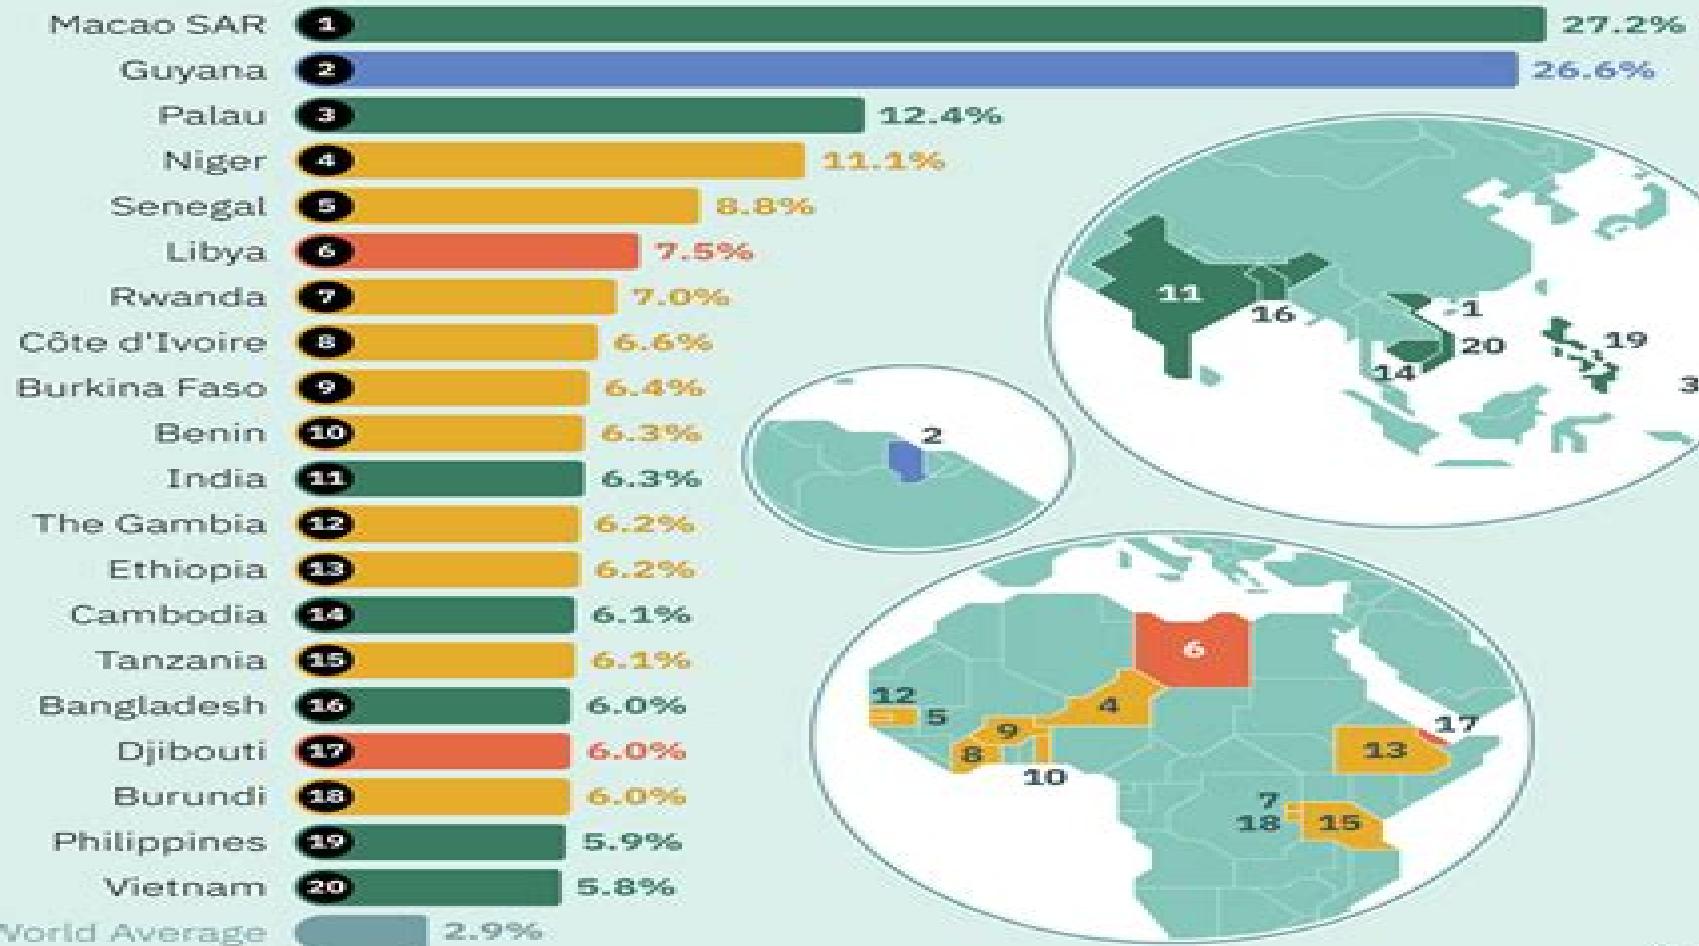 Macao SAR 1 27.2%
Guyana 2 26.6%
Palau 3 12.4%
Niger 4 11.1%
Senegal 5 8.8%
Libya 6 7.5%
Rwanda 7 7.0%
Côte d'Ivoire 8 6.6%
Burkina Faso 9 6.4%
Benin 10 6.3%
India 11 6.3%
The Gambia 12 6.2%
Ethiopia 13 6.2%
Cambodia 14 6.1%
Tanzania 15 6.1%
Bangladesh 16 6.0%
Djibouti 17 6.0%
Burundi 18 6.0%
Philippines 19 5.9%
Vietnam 20 5.8%
World Average 2.9%
11
16
1
20
19
14
3
2
6
12
5
4
9
8
10
17
13
7
18
15